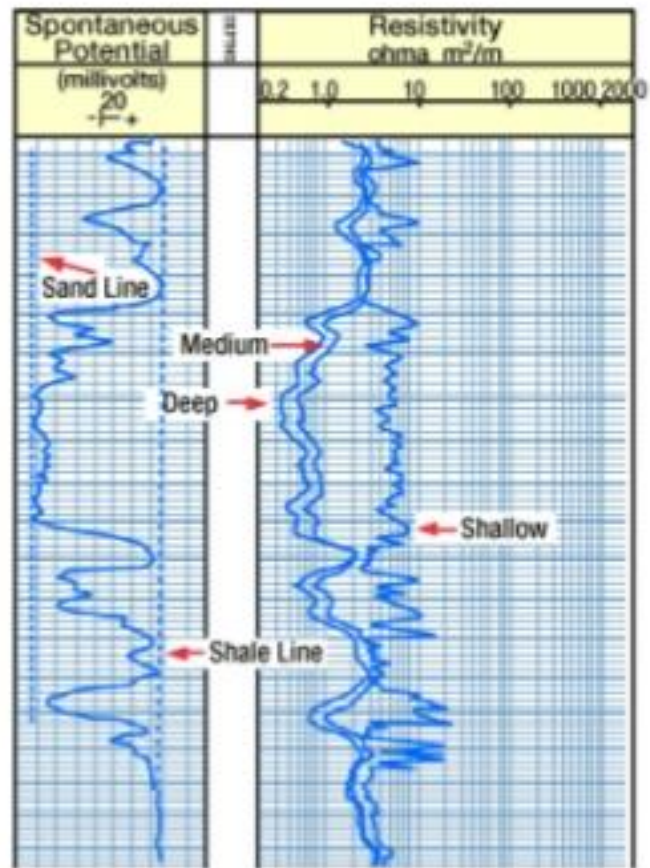 Spontaneous
Potential
(millivolts)
20
-|—|+
Resistivity
ohma m²/m
0.2 1.0 10 100 1000 2000
Sand Line
Medium
Deep
Shallow
Shale Line